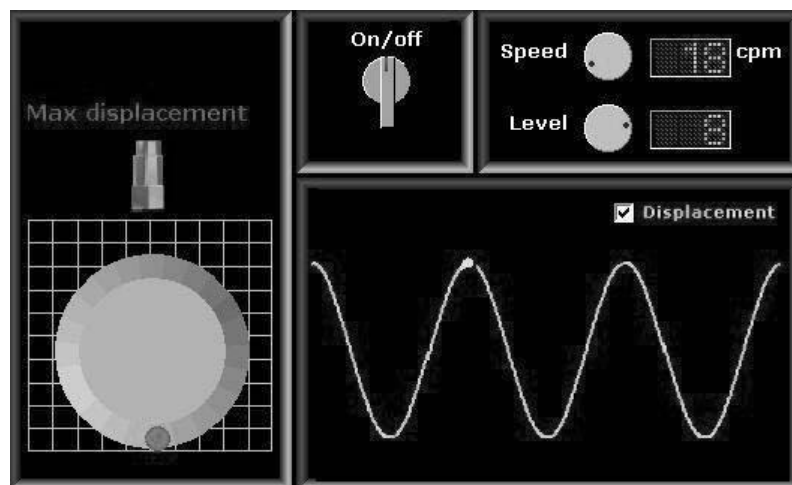 Max displacement
On/off
Speed 18 cpm
Level 8
Displacement